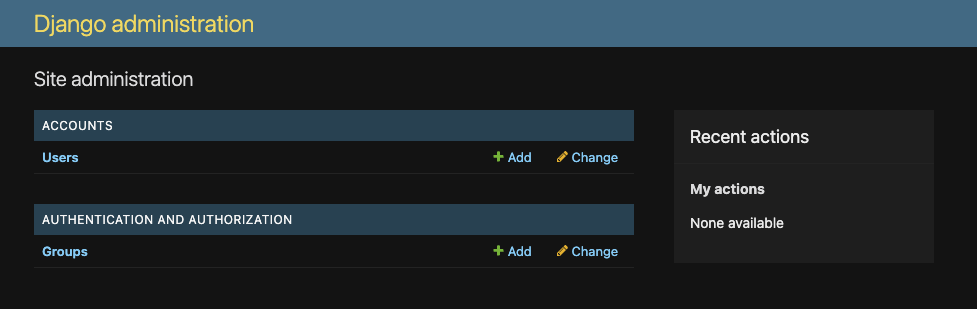 Django administration
Site administration
ACCOUNTS
Users Add Change
AUTHENTICATION AND AUTHORIZATION
Groups Add Change
Recent actions
My actions
None available